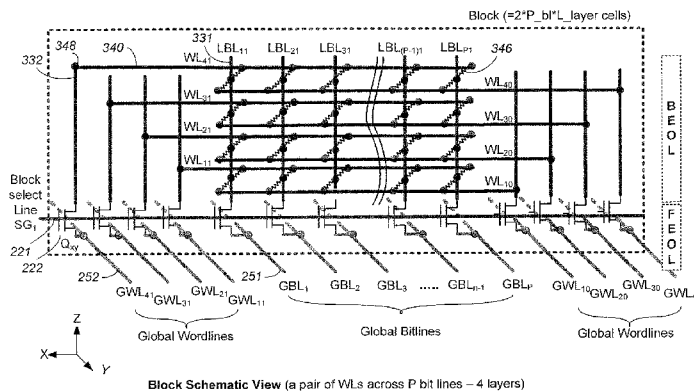 Block (=2*P_bl*L_layer cells)
348
340
331
LBL11
LBL21
LBL31
LBL(P-1)1
LBLP1
346
332
WL41
WL40
WL31
WL30
WL21
WL20
WL11
WL10
BEOL
Block
select
Line
SG1
FEOL
221
222
Qxy
252
251
GWL41
GWL31
GWL21
GWL11
GBL1
GBL2
GBL3
.....
GBLn-1
GBLP
GWL10
GWL20
GWL30
Global Wordlines
Global Bitlines
Global Wordlines
Z
X
Y
Block Schematic View (a pair of WLs across P bit lines – 4 layers)